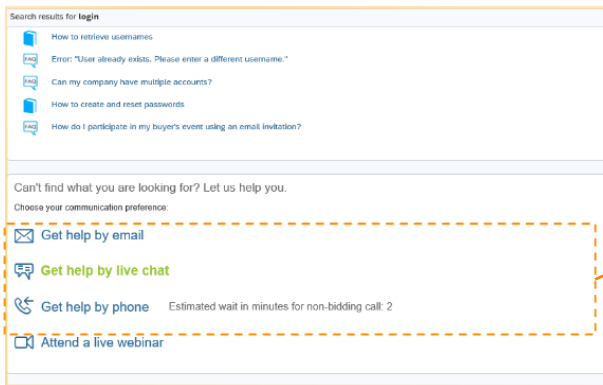 Search results for login
How to retrieve usernames
FAQ Error: "User already exists. Please enter a different username."
FAQ Can my company have multiple accounts?
How to create and reset passwords
FAQ How do I participate in my buyer's event using an email invitation?
Can't find what you are looking for? Let us help you.
Choose your communication preference:
Get help by email
Get help by live chat
Get help by phone Estimated wait in minutes for non-bidding call: 2
Attend a live webinar